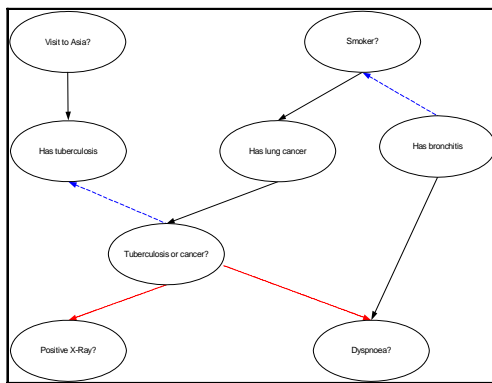 Visit to Asia?
Smoker?
Has tuberculosis
Has lung cancer
Has bronchitis
Tuberculosis or cancer?
Positive X-Ray?
Dyspnoea?